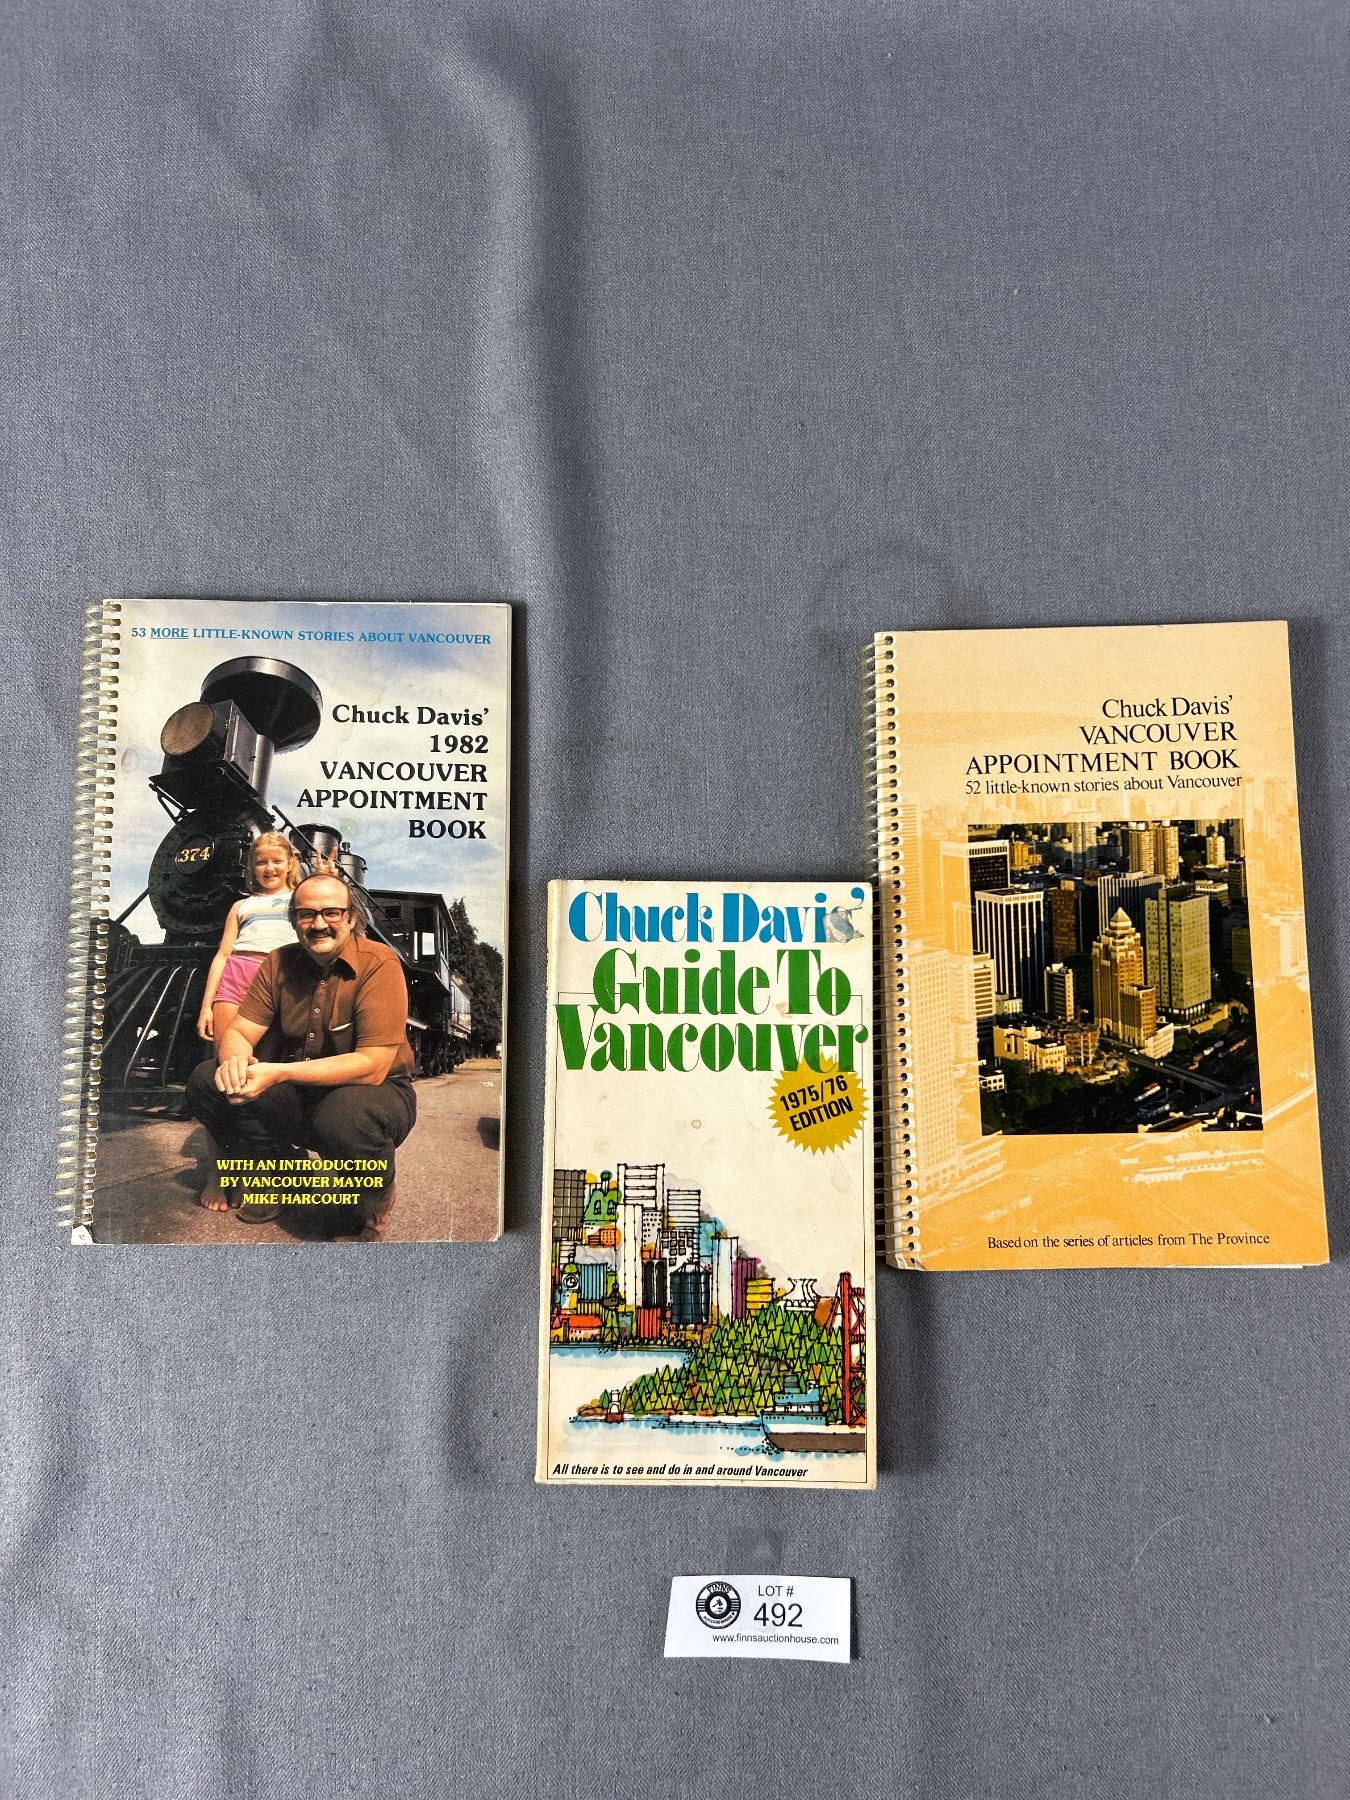 53 MORE LITTLE-KNOWN STORIES ABOUT VANCOUVER
Chuck Davis'
1982
VANCOUVER
APPOINTMENT
BOOK
374
WITH AN INTRODUCTION
BY VANCOUVER MAYOR
MIKE HARCOURT
Chuck Davis'
Guide To
Vancouver
1975/76
EDITION
All there is to see and do in and around Vancouver
Chuck Davis'
VANCOUVER
APPOINTMENT BOOK
52 little-known stories about Vancouver
Based on the series of articles from The Province
FINNS
AUCTION HOUSE
LOT #
492
www.finnsauctionhouse.com